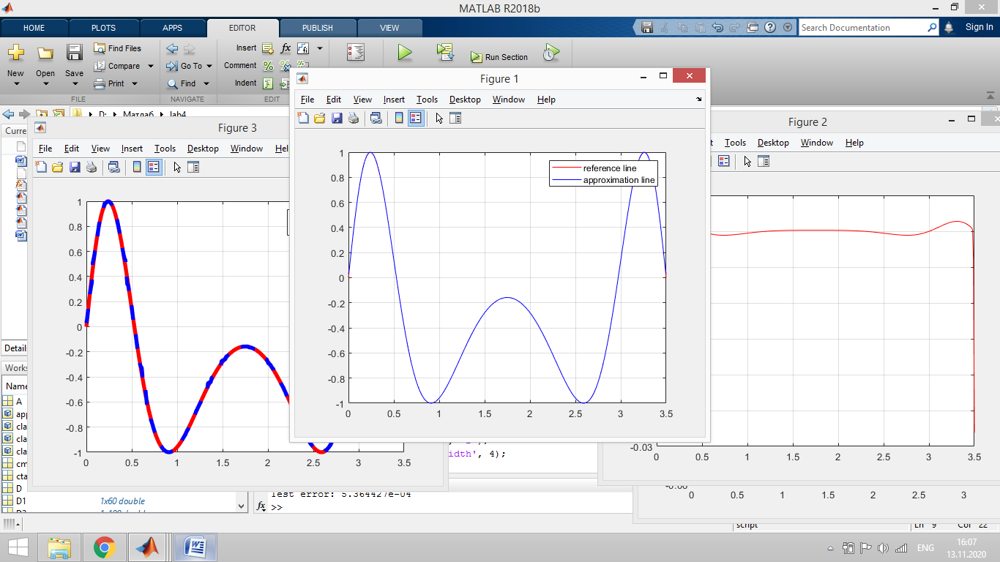 MATLAB R2018b
HOME PLOTS APPS EDITOR PUBLISH VIEW
Search Documentation Sign In
New Open Save
Find Files
Compare
Print
Go To
Find
Insert fx
Comment
Indent
Run Section
FILE NAVIGATE EDIT
D: Матлаб lab4
Curre
Details
Works
Name
A
app
cla
cla
cla
cm
cta
D
D1 1x60 double
Figure 3
File Edit View Insert Tools Desktop Window Hel
1
0.8
0.6
0.4
0.2
0
-0.2
-0.4
-0.6
-0.8
-1
0 0.5 1 1.5 2 2.5 3 3.5
Figure 1
File Edit View Insert Tools Desktop Window Help
reference line
approximation line
1
0.8
0.6
0.4
0.2
0
-0.2
-0.4
-0.6
-0.8
-1
0 0.5 1 1.5 2 2.5 3 3.5
Figure 2
t Tools Desktop Window Help
-0.03
0 0.5 1 1.5 2 2.5 3 3.5
0 0.5 1 1.5 2 2.5 3
idth', 4);
Test error: 5.364427e-04
fx >>
script Ln 9 Col 22
ENG
16:07
13.11.2020